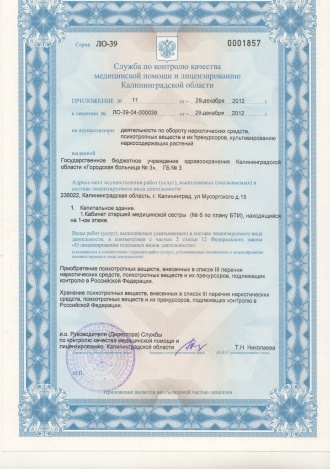 Серия ЛО-39 0001857
Служба по контролю качества
медицинской помощи и лицензированию
Калининградской области
ПРИЛОЖЕНИЕ № 11 от « 29.декабря 2012
к лицензии № ЛО-39-04-000039 от « 29.декабря 2012
на осуществление деятельности по обороту наркотических средств,
психотропных веществ и их прекурсоров, культивированию
наркосодержащих растений
выданной
Государственное бюджетное учреждение здравоохранения Калининградской
области «Городская больница № 3», ГБ № 3
Адреса мест осуществления работ (услуг), выполняемых (оказываемых) в составе
лицензируемого вида деятельности
236022, Калининградская область, г. Калининград, ул Мусоргского д,15
1. Капитальное здание.
1.Кабинет старшей медицинской сестры (№ 6 по плану БТИ), находящийся
на 1-ом этаже.
Виды работ (услуг), выполняемых (оказываемых) в составе лицензируемого вида
деятельности, в соответствии с частью 2 статьи 12 Федерального закона
«О лицензировании отдельных видов деятельности»
Приобретение психотропных веществ, внесенных в список III перечня
наркотических средств, психотропных веществ и их прекурсоров, подлежащих
контролю в Российской Федерации.
Хранение психотропных веществ, внесенных в список III перечня наркотических
средств, психотропных веществ и их прекурсоров, подлежащих контролю в
Российской Федерации.
и.о. Руководителя (Директора) Службы
по контролю качества медицинской помощи и
лицензированию Калининградской области Т.Н. Николаева
М.П.
Приложение является неотъемлемой частью лицензии